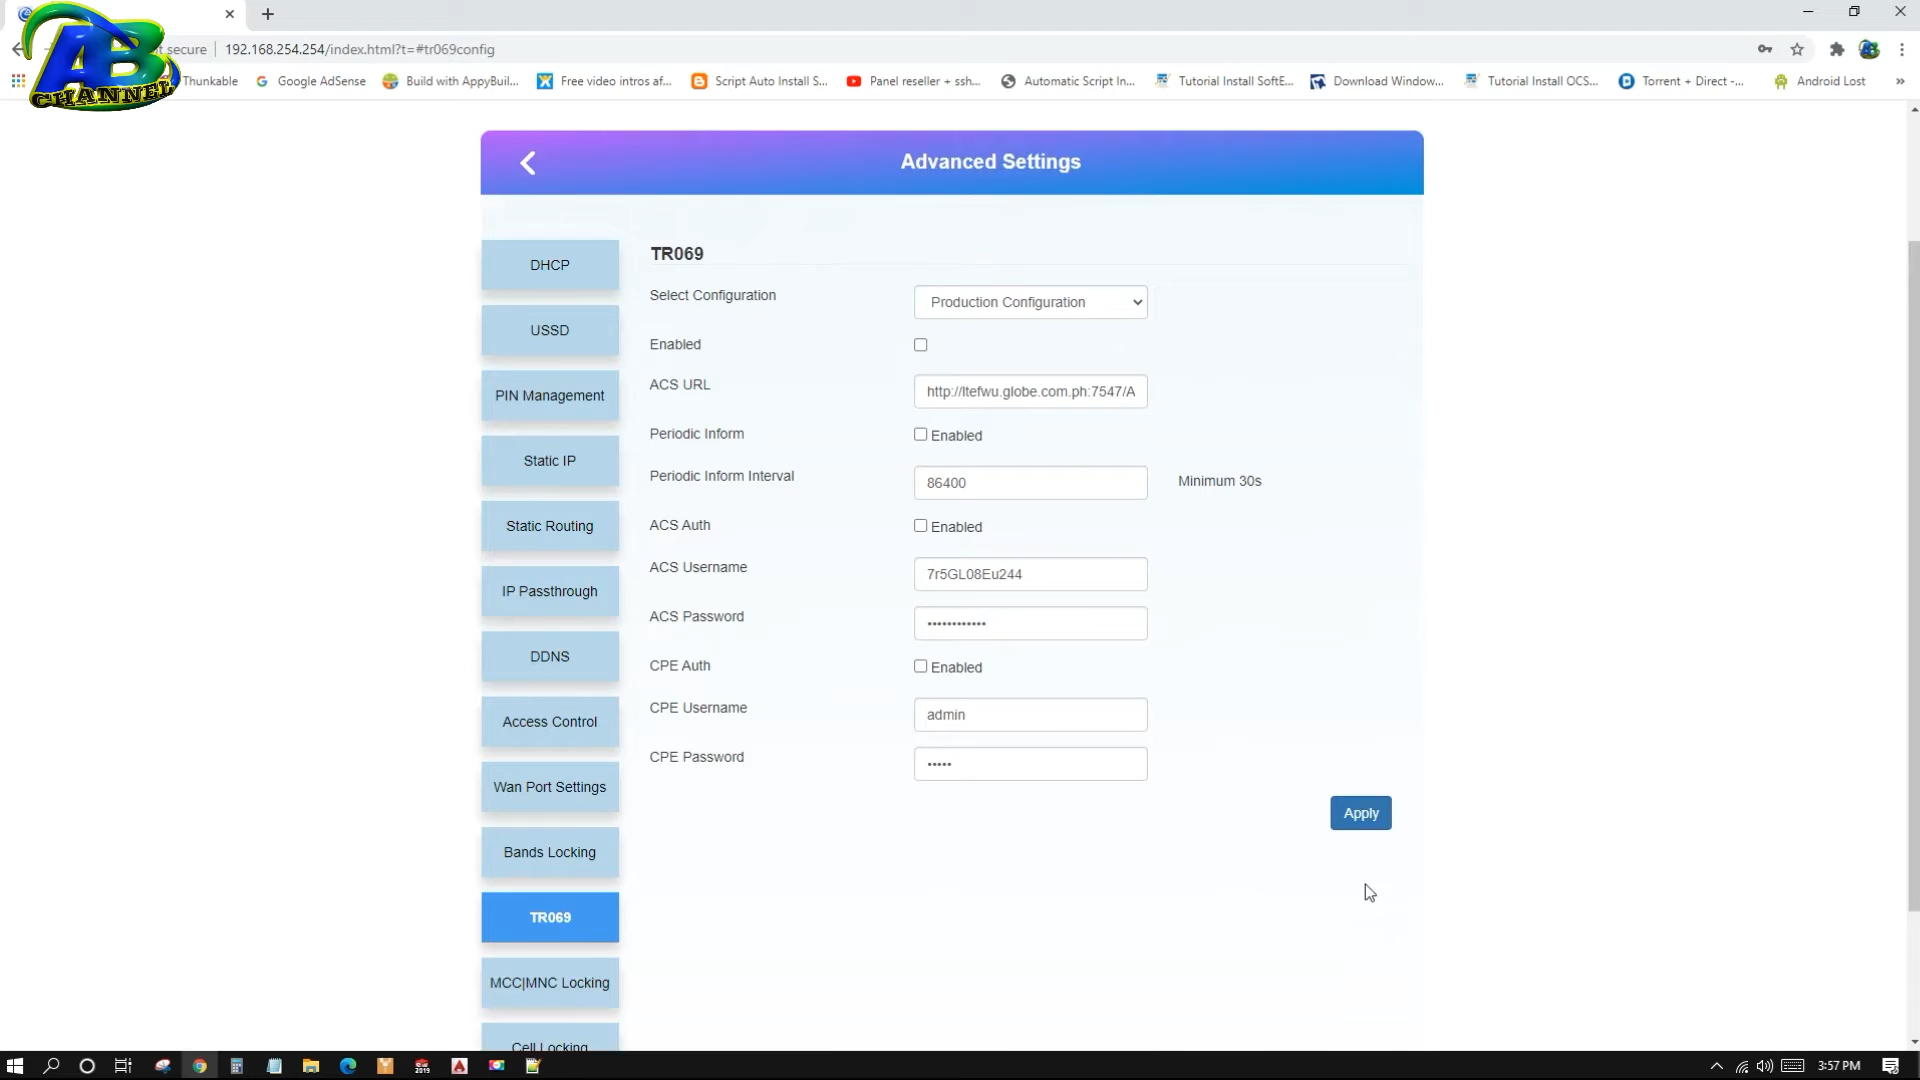 AB
CHANNEL
t secure
192.168.254.254/index.html?t=#tr069config
Thunkable
Google AdSense
Build with AppyBuil...
Free video intros af...
Script Auto Install S...
Panel reseller + ssh...
Automatic Script In...
Tutorial Install SoftE...
Download Window...
Tutorial Install OCS...
Torrent + Direct -...
Android Lost
»
Advanced Settings
DHCP
USSD
PIN Management
Static IP
Static Routing
IP Passthrough
DDNS
Access Control
Wan Port Settings
Bands Locking
TR069
MCC|MNC Locking
Cell Locking
TR069
Select Configuration
Production Configuration
Enabled
ACS URL
http://ltefwu.globe.com.ph:7547/A
Periodic Inform
Enabled
Periodic Inform Interval
86400
Minimum 30s
ACS Auth
Enabled
ACS Username
7r5GL08Eu244
ACS Password
••••••••••••
CPE Auth
Enabled
CPE Username
admin
CPE Password
•••••
Apply
2019
3:57 PM